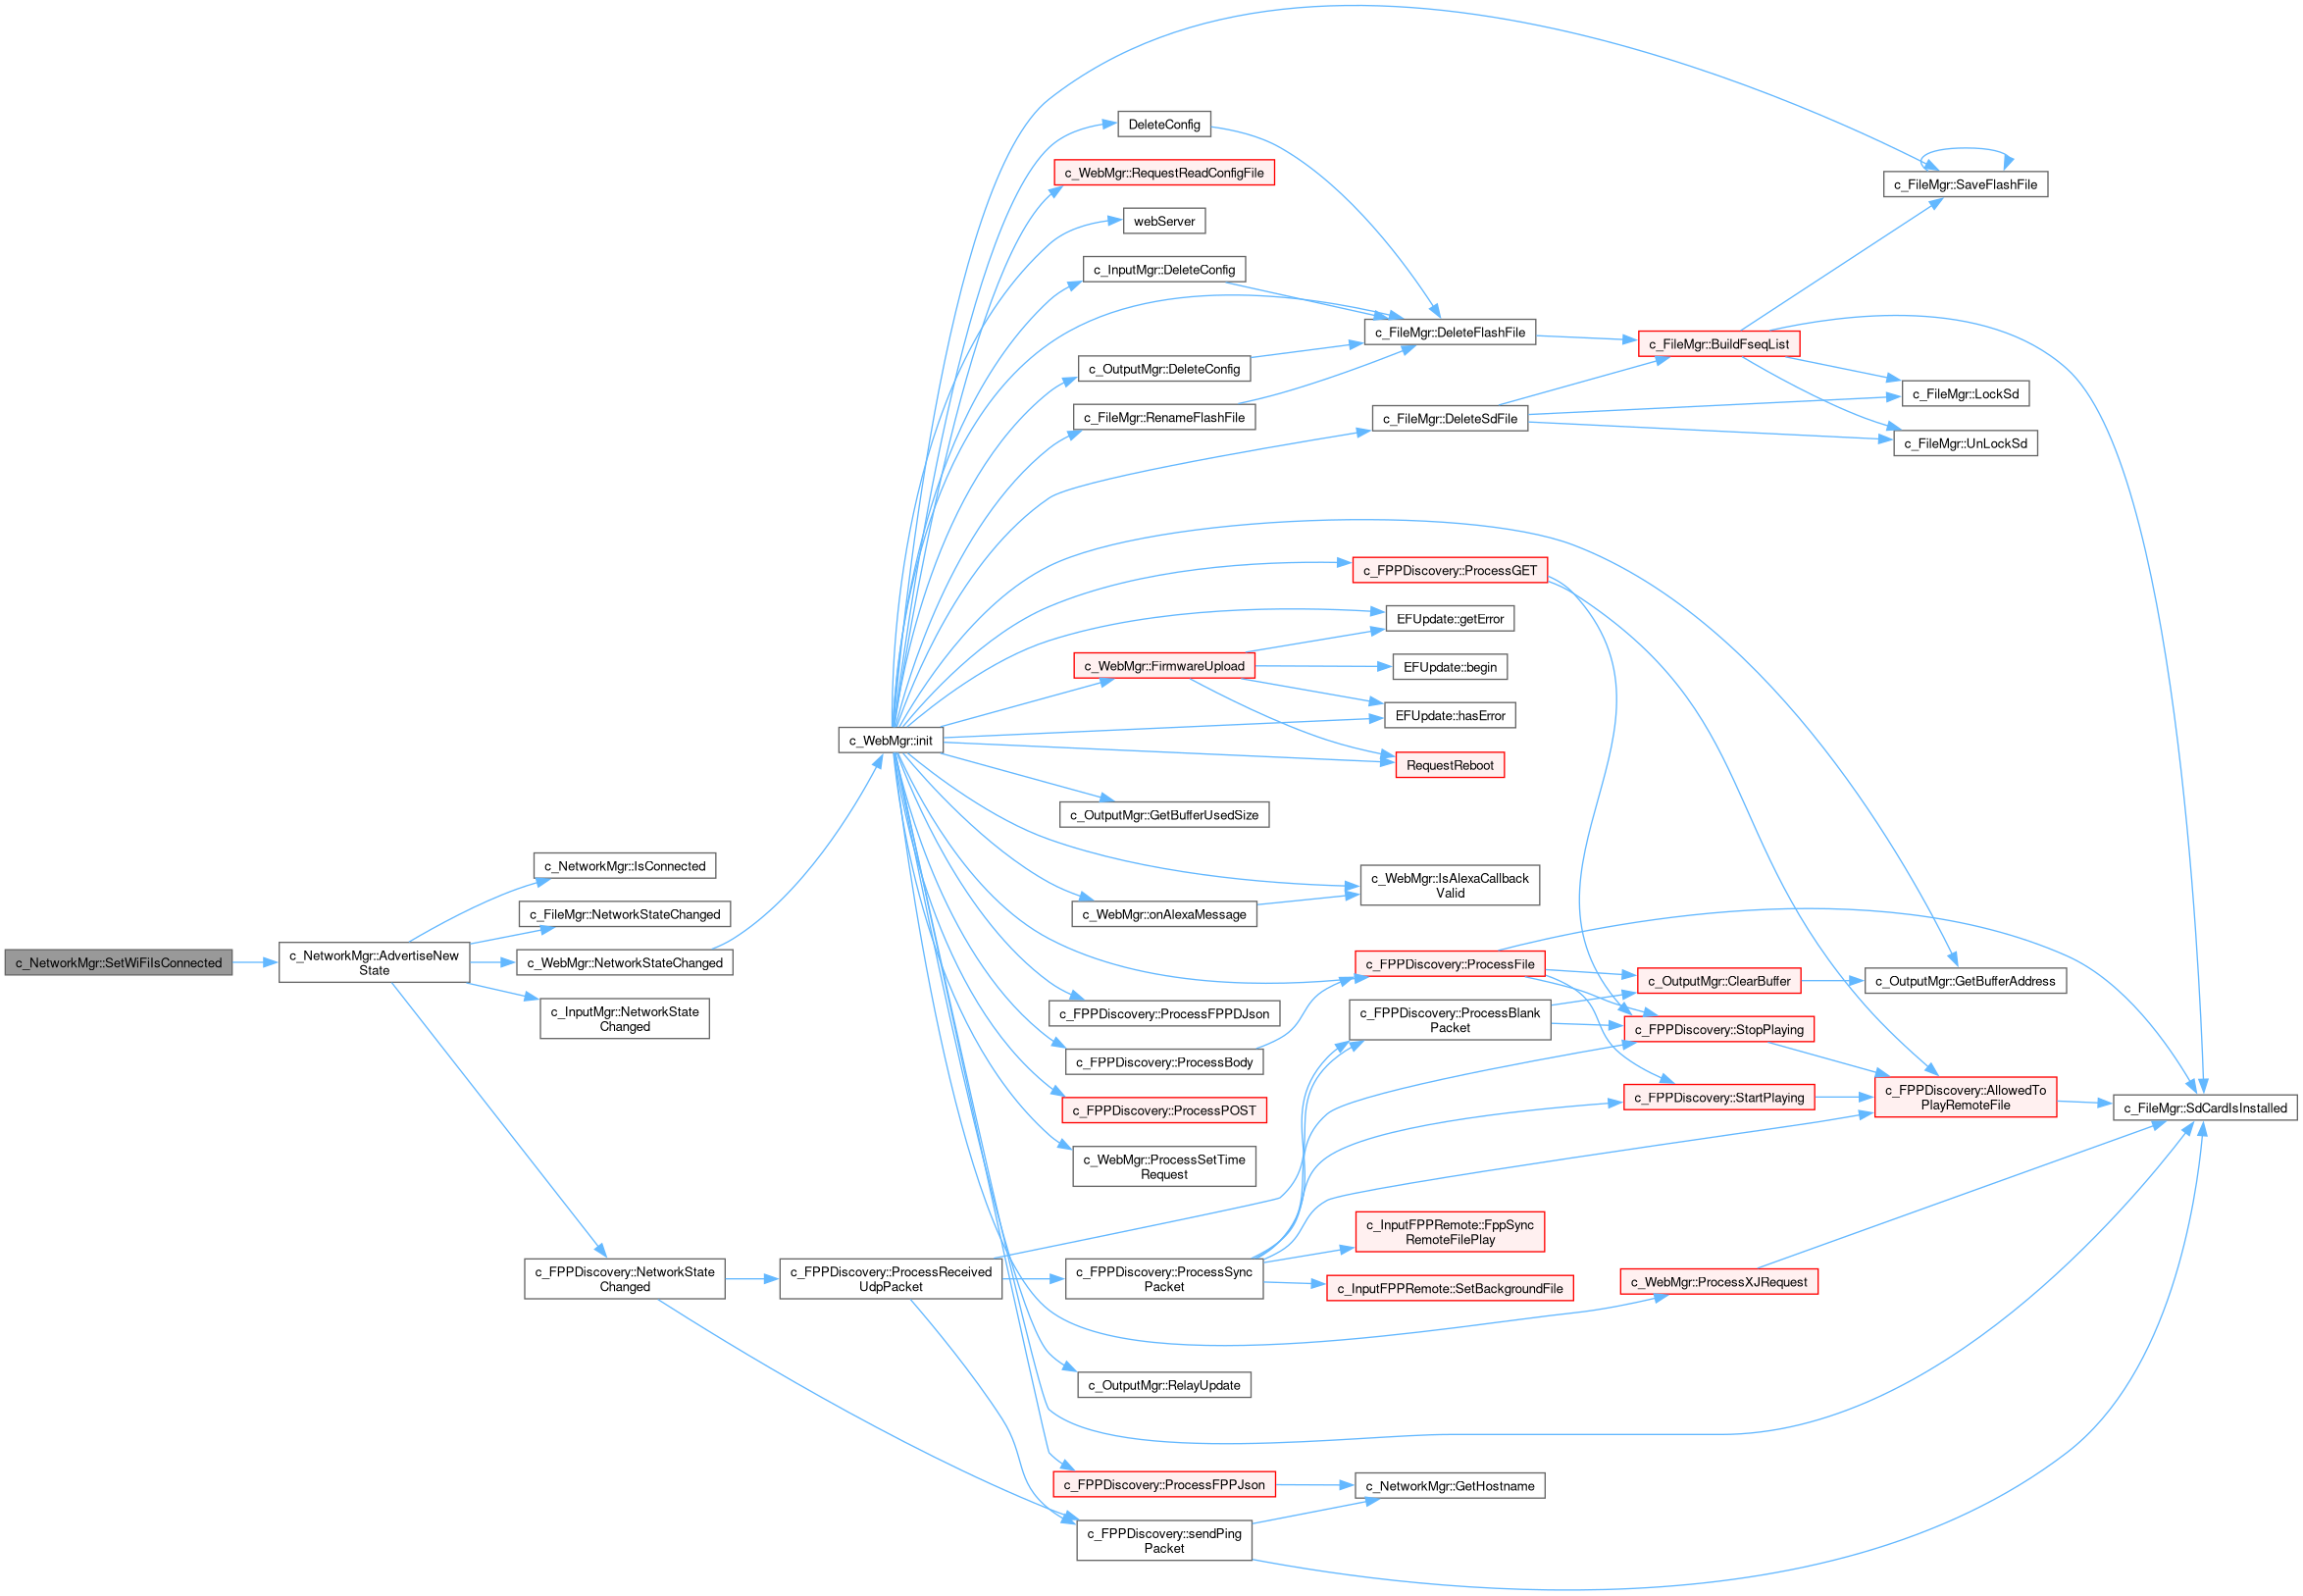 DeleteConfig
c_WebMgr::RequestReadConfigFile
c_FileMgr::SaveFlashFile
webServer
c_InputMgr::DeleteConfig
c_FileMgr::DeleteFlashFile
c_FileMgr::BuildFseqList
c_OutputMgr::DeleteConfig
c_FileMgr::LockSd
c_FileMgr::RenameFlashFile
c_FileMgr::DeleteSdFile
c_FileMgr::UnLockSd
c_FPPDiscovery::ProcessGET
EFUpdate::getError
c_WebMgr::FirmwareUpload
EFUpdate::begin
EFUpdate::hasError
c_WebMgr::init
RequestReboot
c_OutputMgr::GetBufferUsedSize
c_NetworkMgr::IsConnected
c_WebMgr::IsAlexaCallback
Valid
c_FileMgr::NetworkStateChanged
c_WebMgr::onAlexaMessage
c_NetworkMgr::SetWiFiIsConnected
c_NetworkMgr::AdvertiseNew
State
c_WebMgr::NetworkStateChanged
c_FPPDiscovery::ProcessFile
c_OutputMgr::ClearBuffer
c_OutputMgr::GetBufferAddress
c_InputMgr::NetworkState
Changed
c_FPPDiscovery::ProcessFPPDJson
c_FPPDiscovery::ProcessBlank
Packet
c_FPPDiscovery::StopPlaying
c_FPPDiscovery::ProcessBody
c_FPPDiscovery::ProcessPOST
c_FPPDiscovery::StartPlaying
c_FPPDiscovery::AllowedTo
PlayRemoteFile
c_FileMgr::SdCardIsInstalled
c_WebMgr::ProcessSetTime
Request
c_InputFPPRemote::FppSync
RemoteFilePlay
c_FPPDiscovery::NetworkState
Changed
c_FPPDiscovery::ProcessReceived
UdpPacket
c_FPPDiscovery::ProcessSync
Packet
c_InputFPPRemote::SetBackgroundFile
c_WebMgr::ProcessXJRequest
c_OutputMgr::RelayUpdate
c_FPPDiscovery::ProcessFPPJson
c_NetworkMgr::GetHostname
c_FPPDiscovery::sendPing
Packet